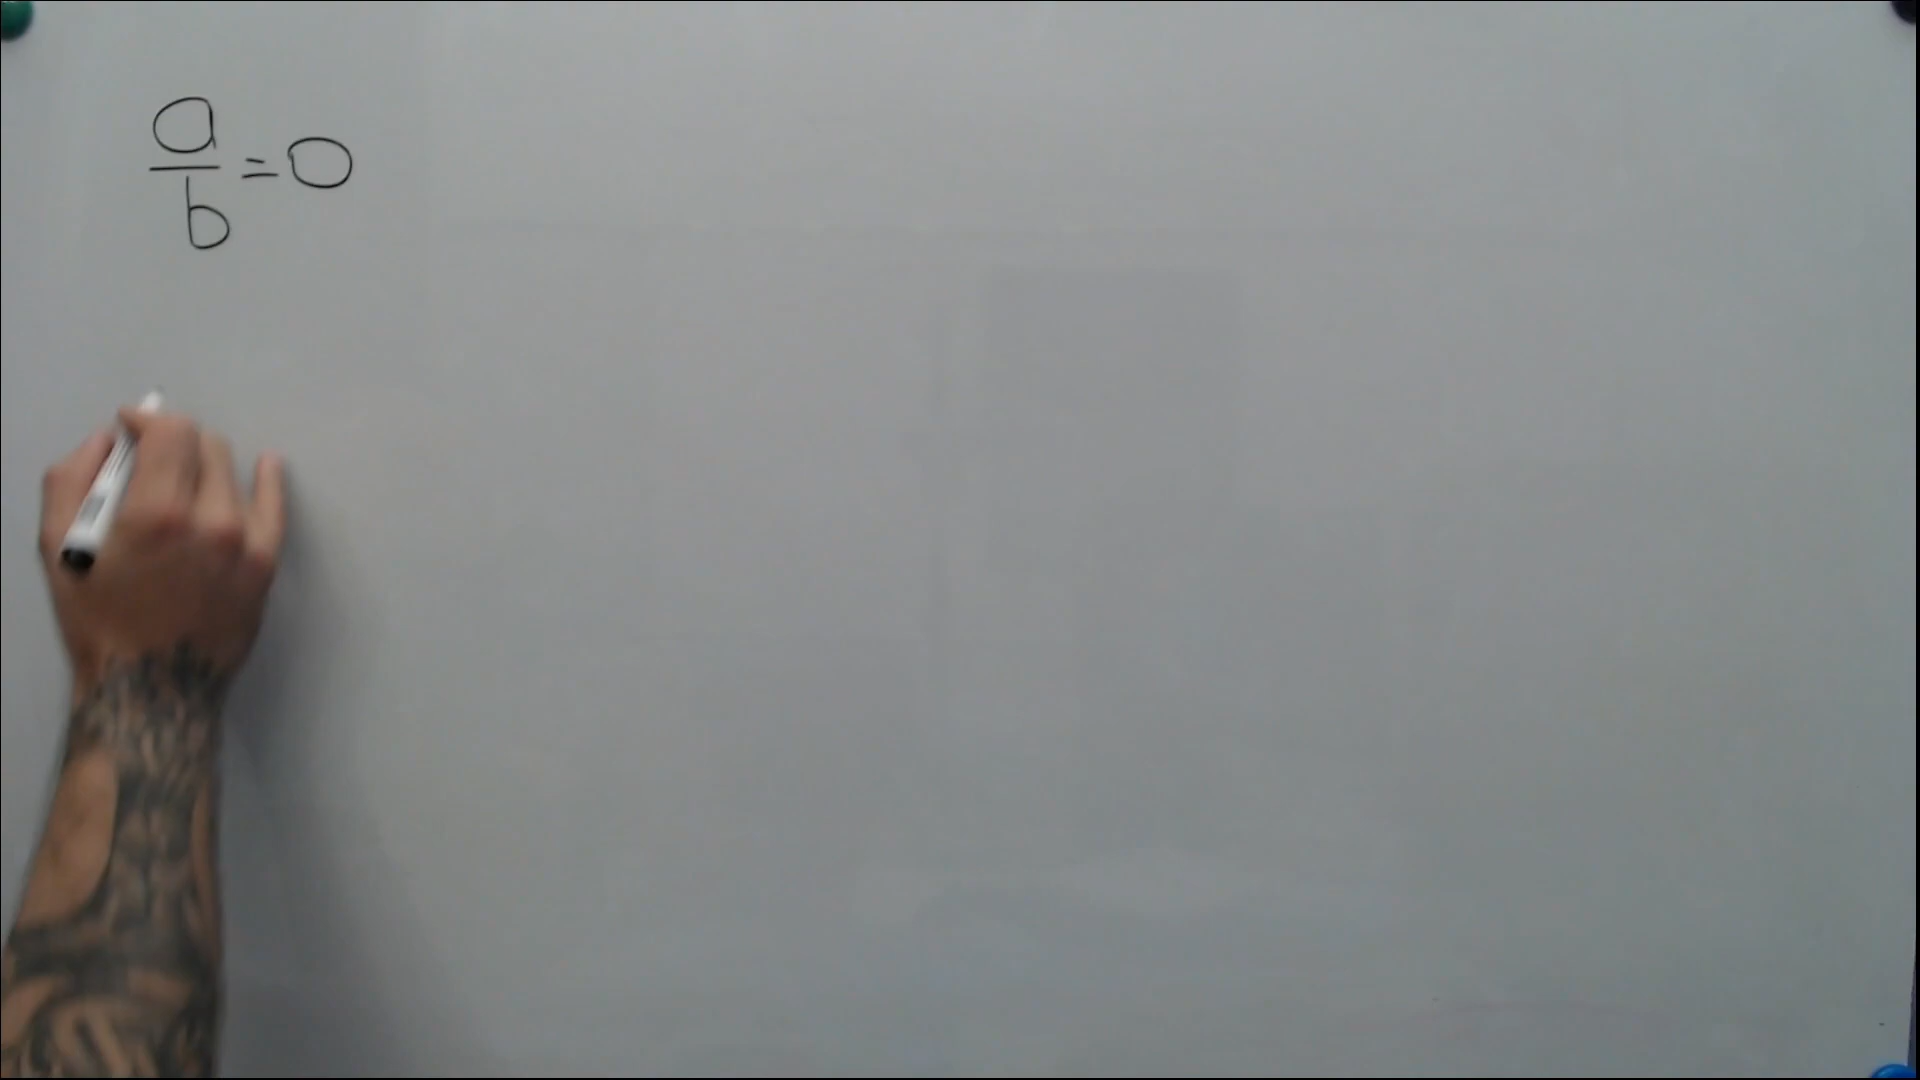 a/b = 0